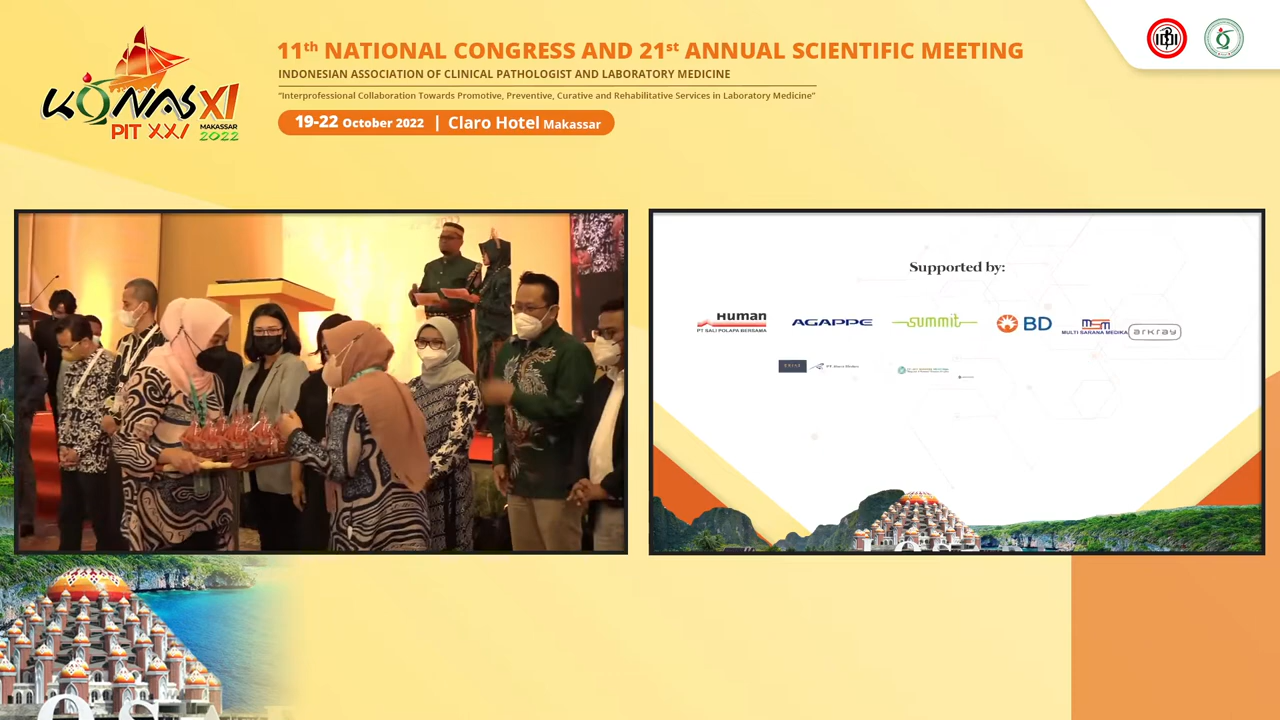 KONAS XI
PIT XXI
MAKASSAR
2022
11th NATIONAL CONGRESS AND 21st ANNUAL SCIENTIFIC MEETING
INDONESIAN ASSOCIATION OF CLINICAL PATHOLOGIST AND LABORATORY MEDICINE
"Interprofessional Collaboration Towards Promotive, Preventive, Curative and Rehabilitative Services in Laboratory Medicine"
19-22 October 2022 | Claro Hotel Makassar
Supported by:
Human
PT SALI POLAPA BERSAMA
AGAPPE
summit
BD
MSM
MULTI SARANA MEDIKA
arkray